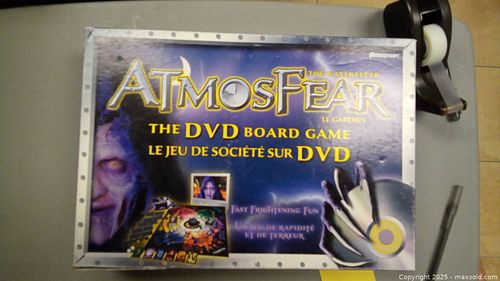 PRESSMAN
THE GATEKEEPER
ATMOSFEAR
LE GARDIEN
THE DVD BOARD GAME
LE JEU DE SOCIÉTÉ SUR DVD
FAST FRIGHTENING FUN
UN JEU DE RAPIDITÉ
ET DE TERREUR
Copyright 2025 - maxsold.com